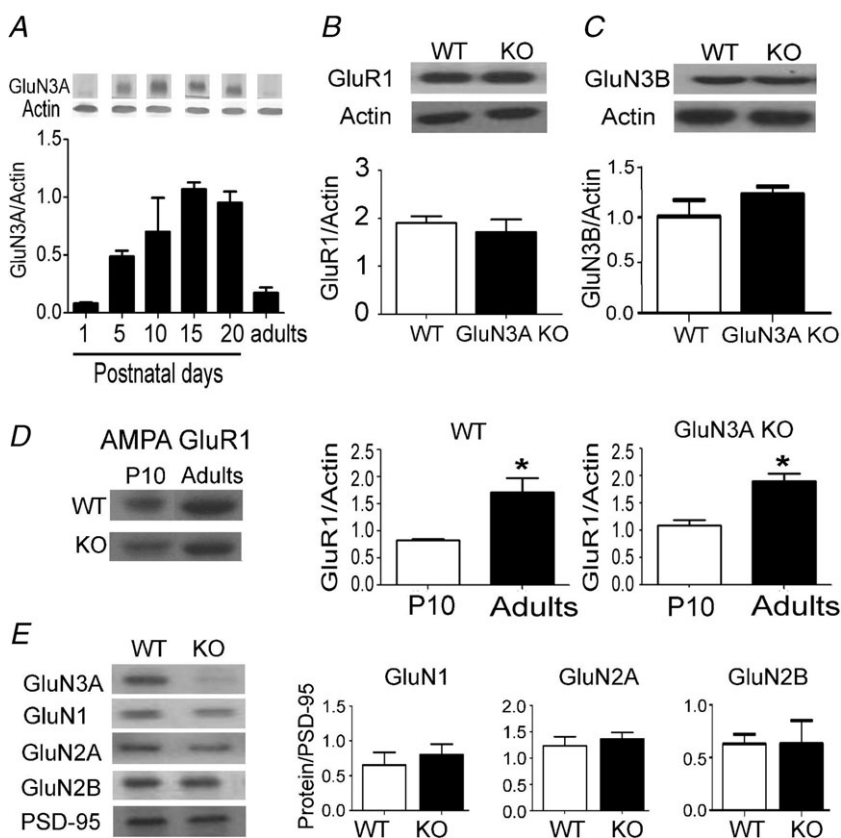 A
GluN3A
Actin
GluN3A/Actin
1.0
0.5
0.0
1 5 10 15 20 adults
Postnatal days
B
WT KO
GluR1
Actin
GluR1/Actin
3
2
2
1
0
WT GluN3A KO
C
WT KO
GluN3B
Actin
GluN3B/Actin
1.5
1.0
0.5
0.0
WT GluN3A KO
D
AMPA GluR1
P10 Adults
WT
KO
WT
GluR1/Actin
2.5
2.0
1.5
1.0
0.5
0.0
*
P10 Adults
GluN3A KO
GluR1/Actin
2.5
2.0
1.5
1.0
0.5
0.0
*
P10 Adults
E
WT KO
GluN3A
GluN1
GluN2A
GluN2B
PSD-95
Protein/PSD-95
GluN1
1.5
1.0
0.5
0.0
WT KO
GluN2A
2.0
1.5
1.0
0.5
0.0
WT KO
GluN2B
1.0
0.5
0.0
WT KO